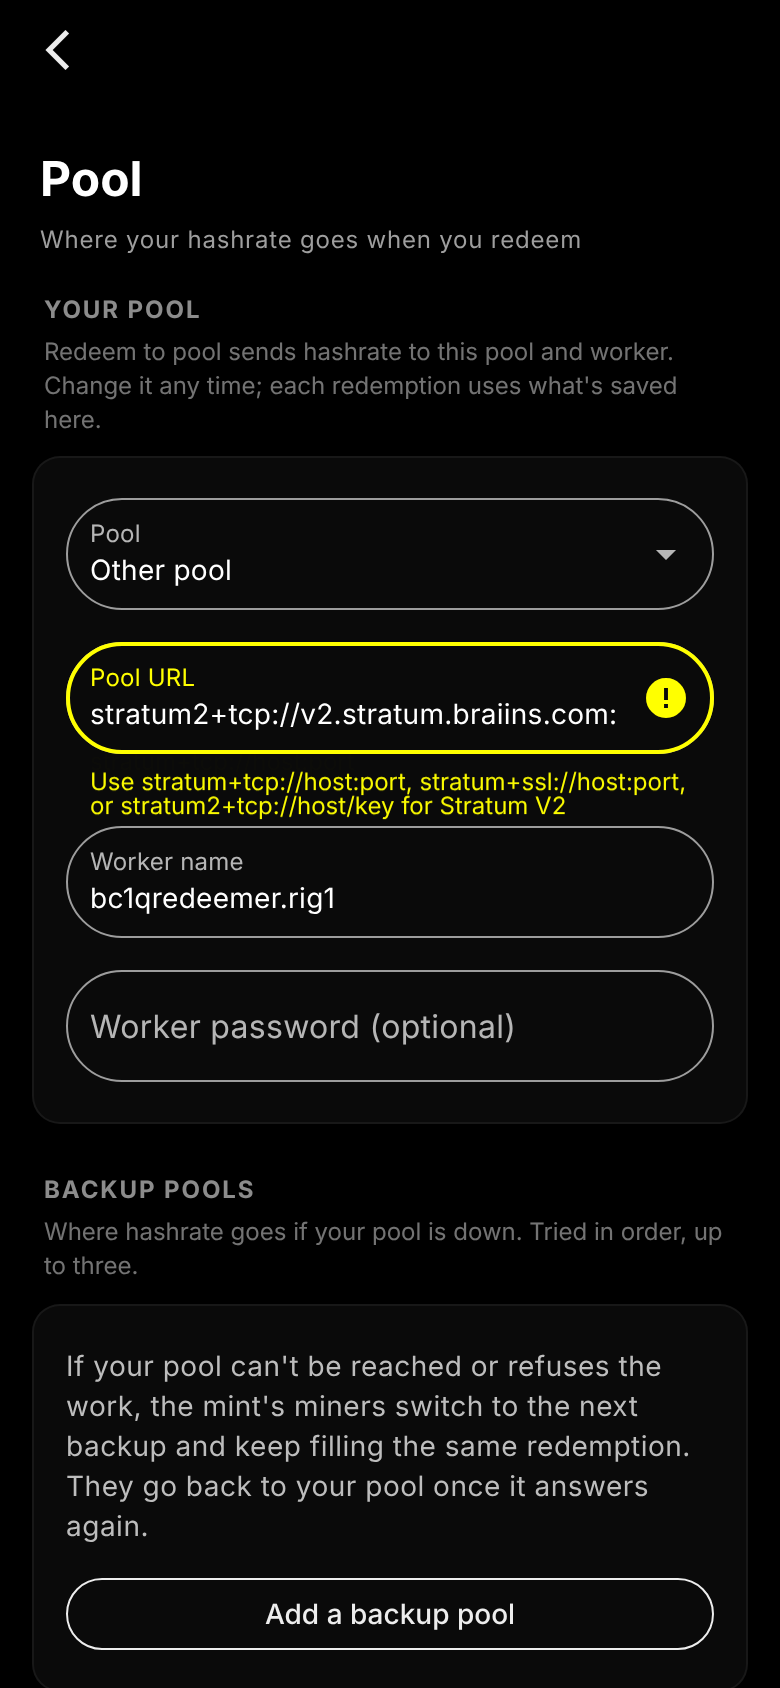 Pool
Where your hashrate goes when you redeem
YOUR POOL
Redeem to pool sends hashrate to this pool and worker.
Change it any time; each redemption uses what's saved
here.
Pool
Other pool
Pool URL
stratum2+tcp://v2.stratum.braiins.com:
Use stratum+tcp://host:port, stratum+ssl://host:port,
or stratum2+tcp://host/key for Stratum V2
Worker name
bc1qredeemer.rig1
Worker password (optional)
BACKUP POOLS
Where hashrate goes if your pool is down. Tried in order, up
to three.
If your pool can't be reached or refuses the
work, the mint's miners switch to the next
backup and keep filling the same redemption.
They go back to your pool once it answers
again.
Add a backup pool